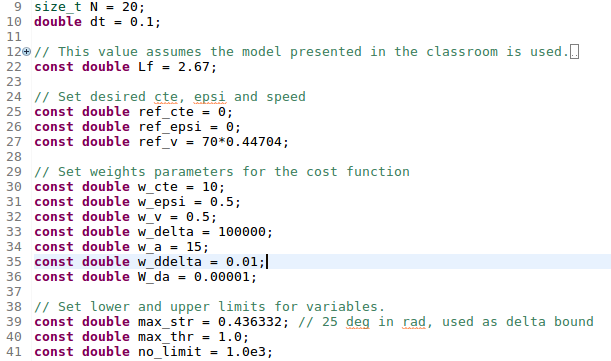 9 size_t N = 20;
10 double dt = 0.1;
11
12 // This value assumes the model presented in the classroom is used.
22 const double Lf = 2.67;
23
24 // Set desired cte, epsi and speed
25 const double ref_cte = 0;
26 const double ref_epsi = 0;
27 const double ref_v = 70*0.44704;
28
29 // Set weights parameters for the cost function
30 const double w_cte = 10;
31 const double w_epsi = 0.5;
32 const double w_v = 0.5;
33 const double w_delta = 100000;
34 const double w_a = 15;
35 const double w_ddelta = 0.01;
36 const double W_da = 0.00001;
37
38 // Set lower and upper limits for variables.
39 const double max_str = 0.436332; // 25 deg in rad, used as delta bound
40 const double max_thr = 1.0;
41 const double no_limit = 1.0e3;